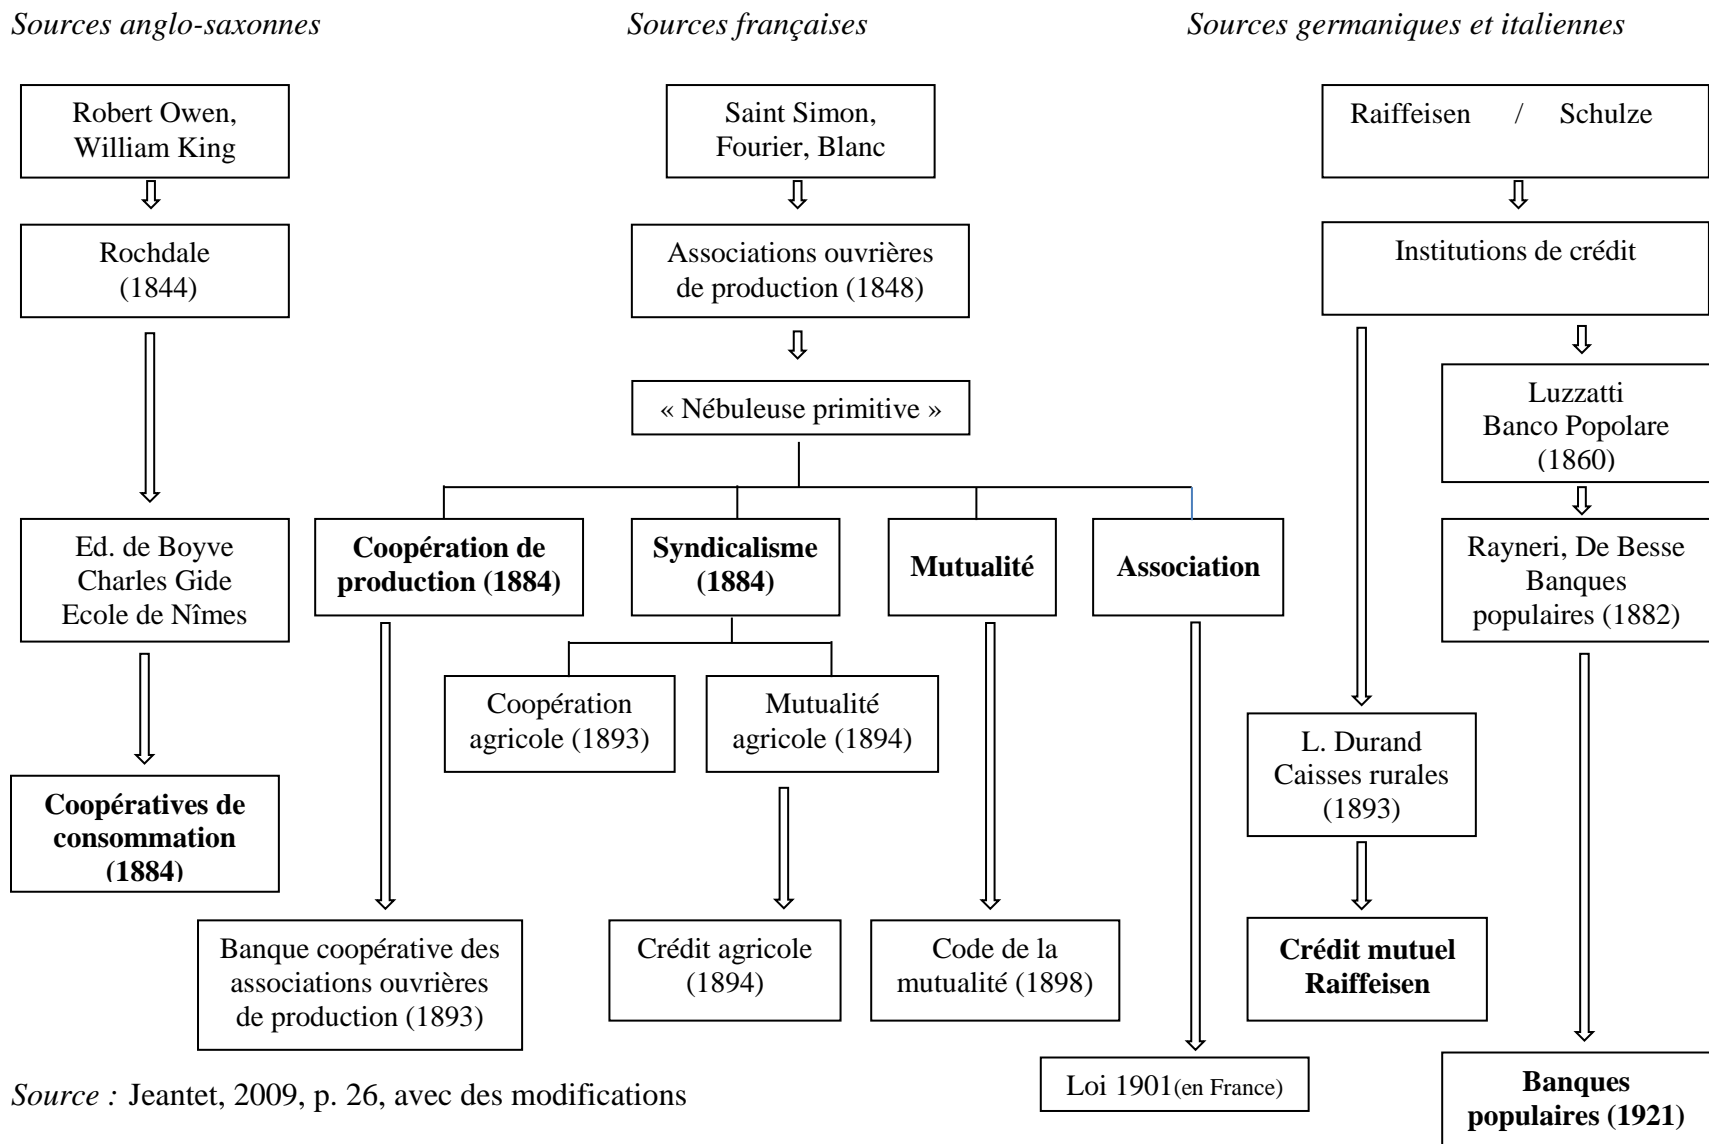 Sources anglo-saxonnes
Sources françaises
Sources germaniques et italiennes
Robert Owen,
William King
Saint Simon,
Fourier, Blanc
Raiffeisen / Schulze
Rochdale
(1844)
Associations ouvrières
de production (1848)
Institutions de crédit
« Nébuleuse primitive »
Luzzatti
Banco Popolare
(1860)
Ed. de Boyve
Charles Gide
Ecole de Nîmes
Coopération de
production (1884)
Syndicalisme
(1884)
Mutualité
Association
Rayneri, De Besse
Banques
populaires (1882)
Coopération
agricole (1893)
Mutualité
agricole (1894)
L. Durand
Caisses rurales
(1893)
Coopératives de
consommation
(1884)
Banque coopérative des
associations ouvrières
de production (1893)
Crédit agricole
(1894)
Code de la
mutualité (1898)
Crédit mutuel
Raiffeisen
Loi 1901(en France)
Banques
populaires (1921)
Source : Jeantet, 2009, p. 26, avec des modifications